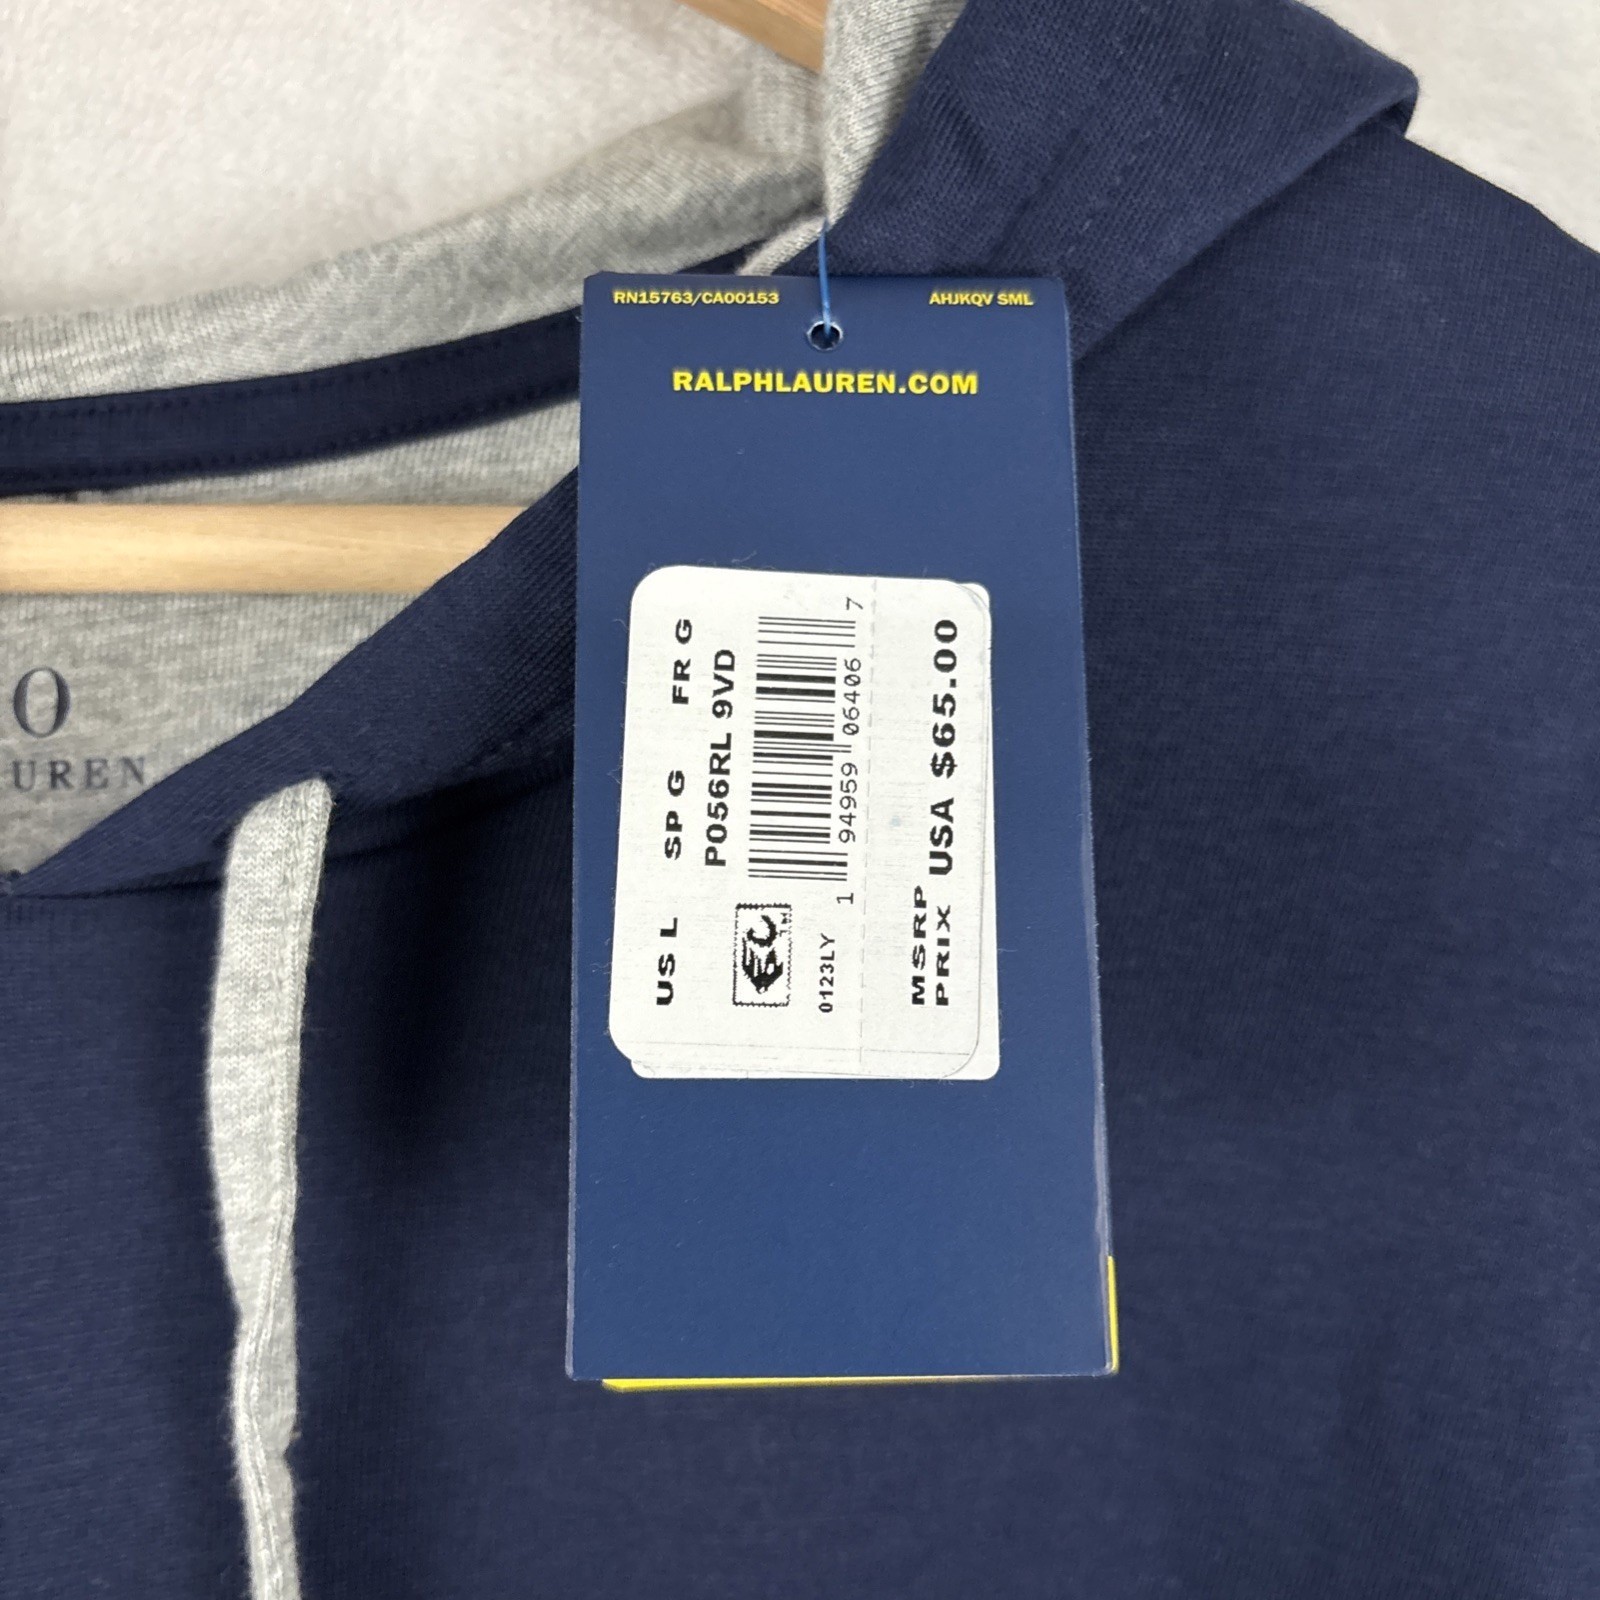 RN15763/CA00153
AHJKQV SML
RALPHLAUREN.COM
US L SP G FR G
P056RL 9VD
1 94959 06406 7
0123LY
MSRP
PRIX USA $65.00
O
UREN